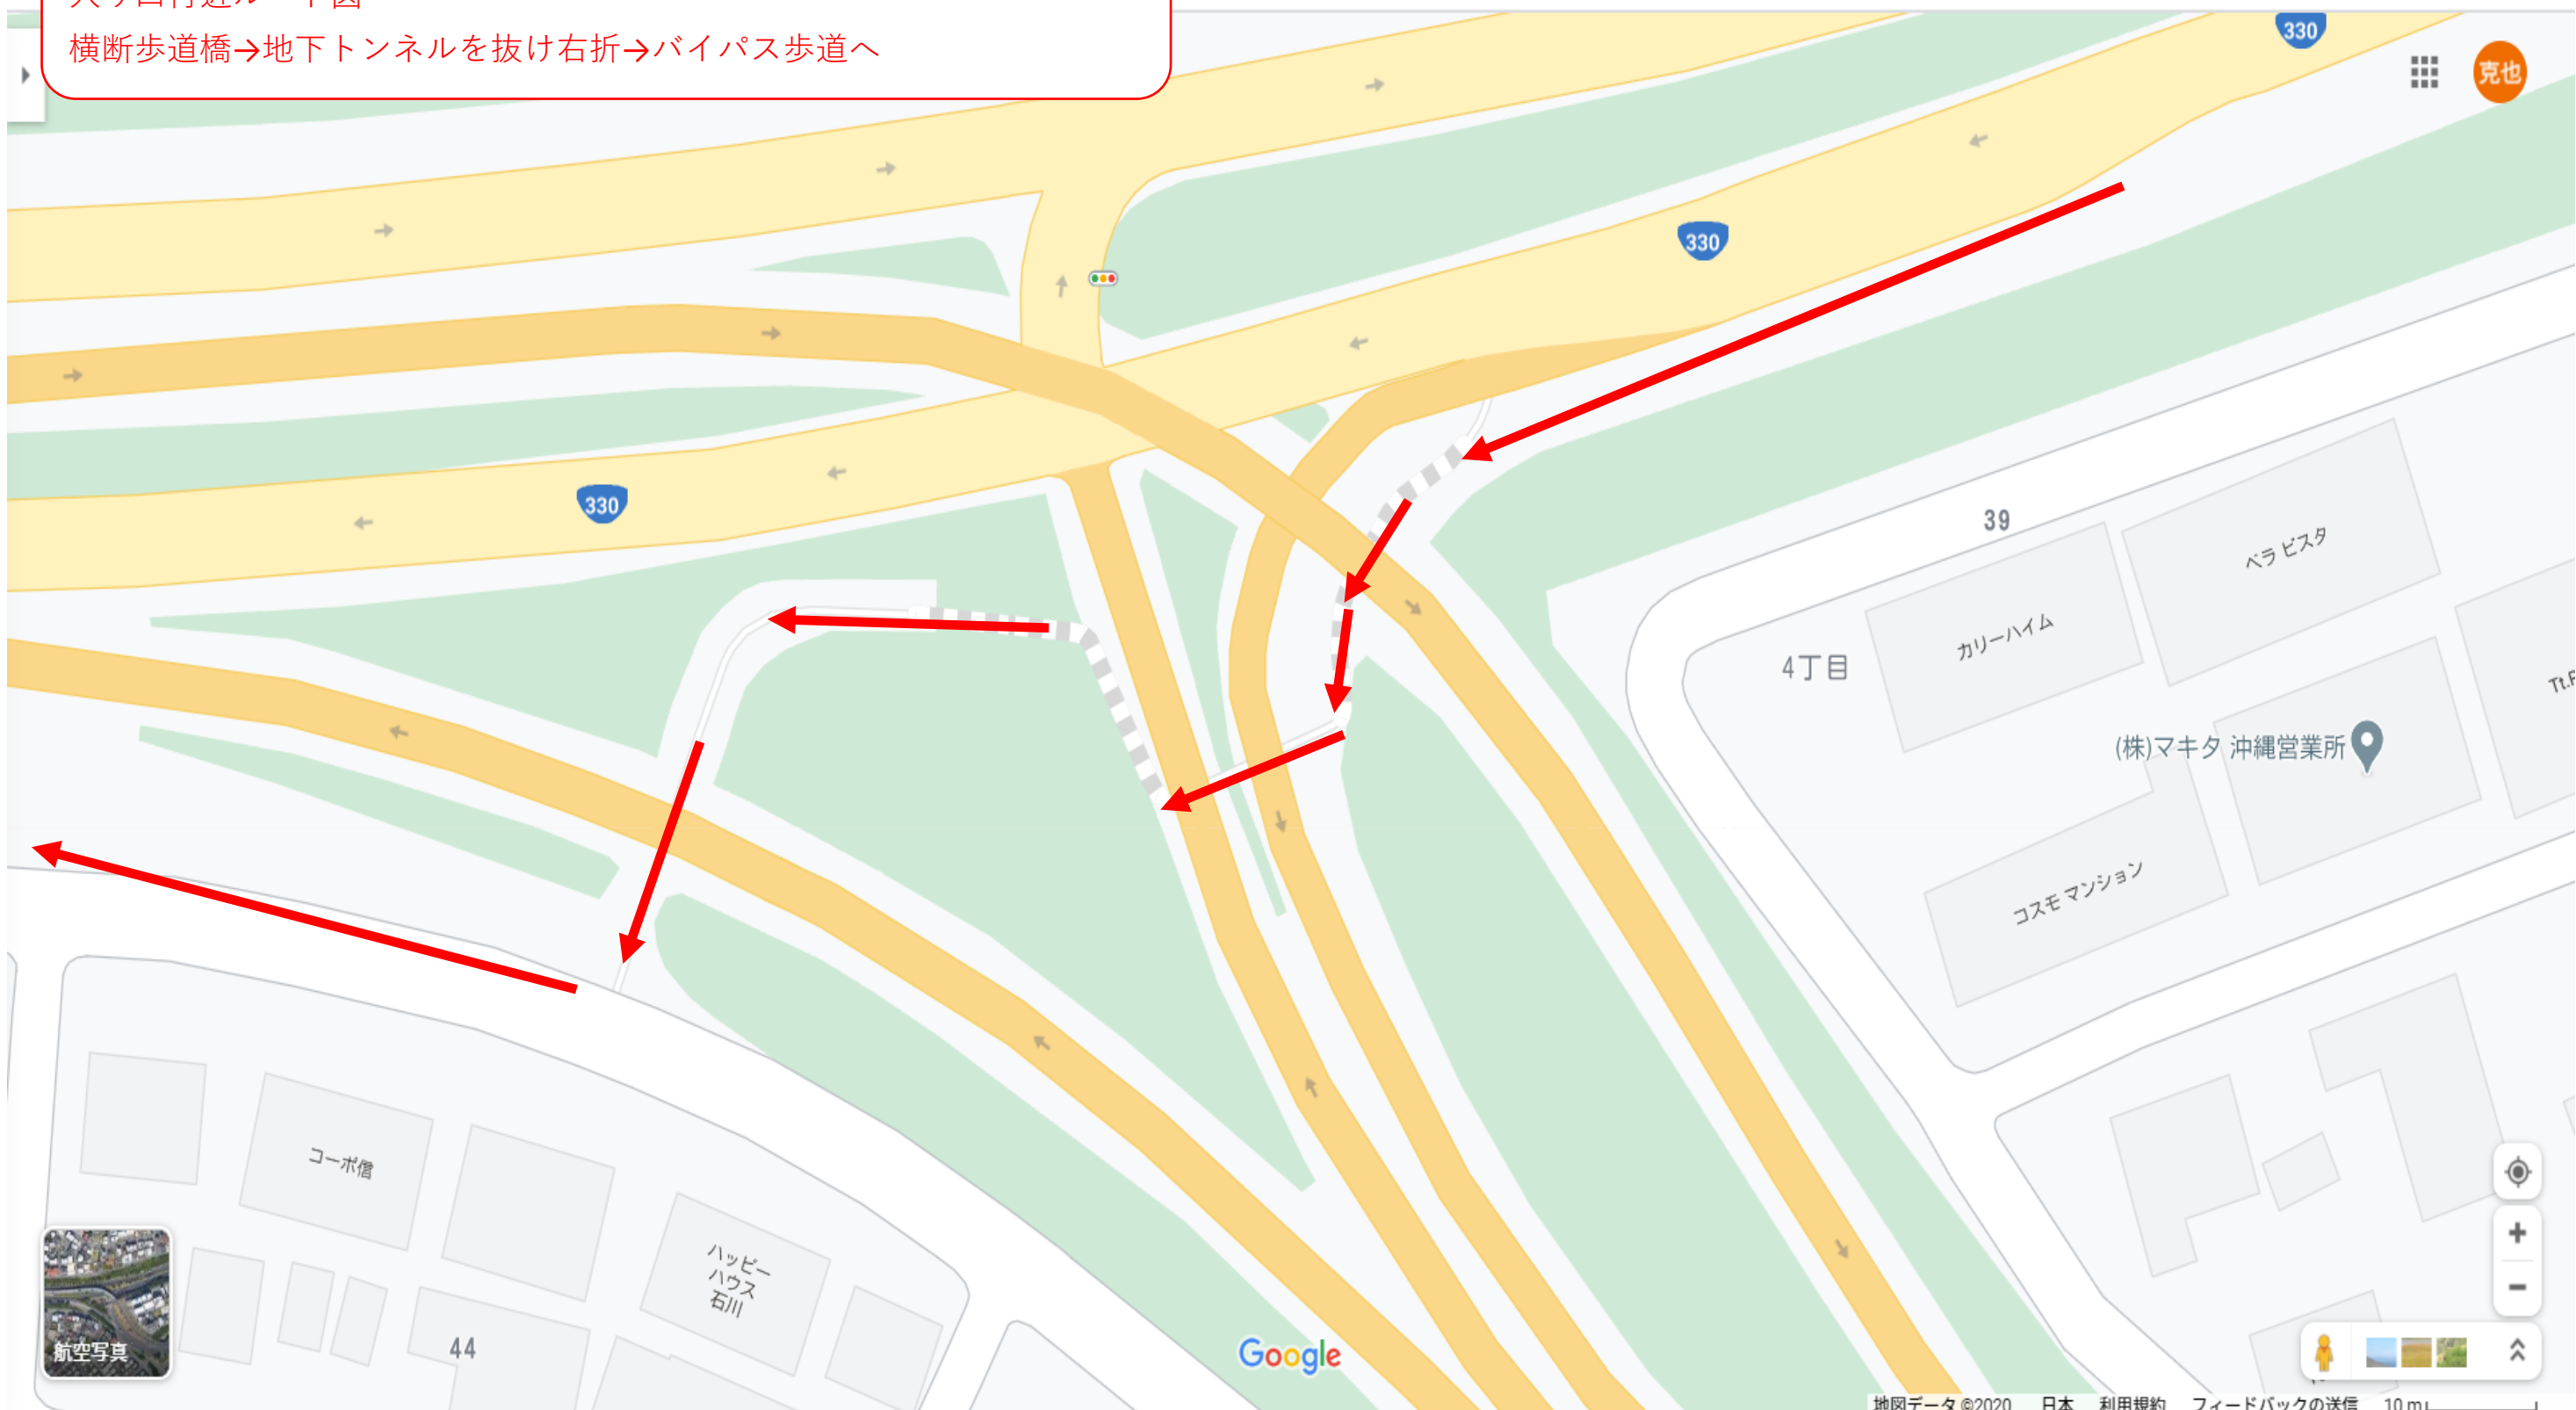 横断歩道橋→地下トンネルを抜け右折→バイパス歩道へ
330
克也
330
330
39
ベラ ビスタ
カリーハイム
4丁目
(株)マキタ 沖縄営業所
コスモ マンション
コーポ信
ハッピー
ハウス
石川
44
航空写真
Google
地図データ ©2020 日本 利用規約 フィードバックの送信 10 m